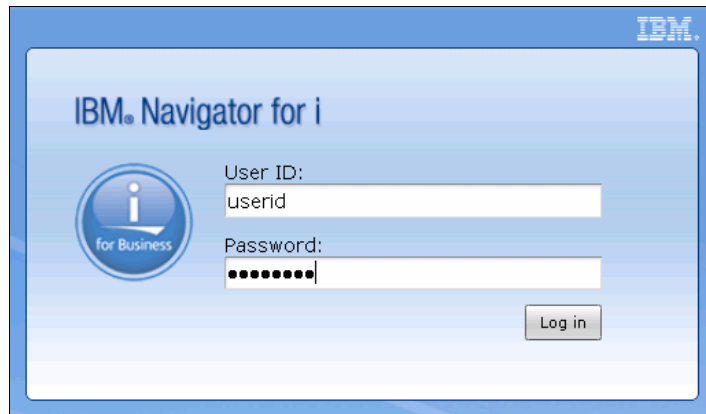 IBM.
IBM® Navigator for i
i
for Business
User ID:
userid
Password:
••••••••
Log in